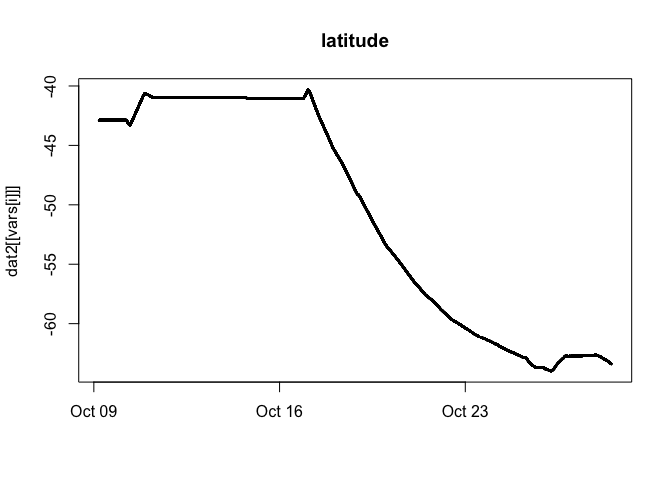 latitude
dat2[[vars[i]]]
-40
-45
-50
-55
-60
Oct 09
Oct 16
Oct 23